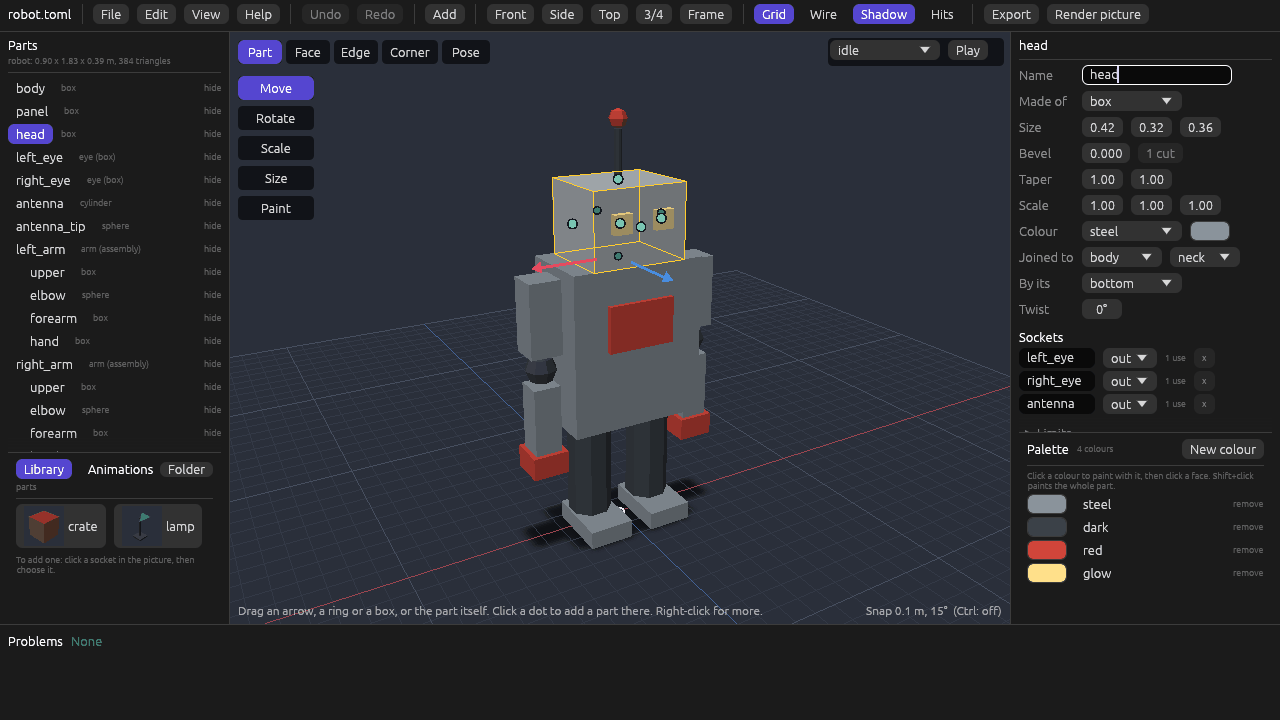 robot.toml File Edit View Help Undo Redo Add Front Side Top 3/4 Frame Grid Wire Shadow Hits Export Render picture
Parts
robot: 0.90 x 1.83 x 0.39 m, 384 triangles
body box hide
panel box hide
head box hide
left_eye eye (box) hide
right_eye eye (box) hide
antenna cylinder hide
antenna_tip sphere hide
left_arm arm (assembly) hide
upper box hide
elbow sphere hide
forearm box hide
hand box hide
right_arm arm (assembly) hide
upper box hide
elbow sphere hide
forearm box hide
Library Animations Folder
parts
crate lamp
To add one: click a socket in the picture, then
choose it.
Part Face Edge Corner Pose
idle Play
Move
Rotate
Scale
Size
Paint
Drag an arrow, a ring or a box, or the part itself. Click a dot to add a part there. Right-click for more.
Snap 0.1 m, 15° (Ctrl: off)
head
Name head
Made of box
Size 0.42 0.32 0.36
Bevel 0.000 1 cut
Taper 1.00 1.00
Scale 1.00 1.00 1.00
Colour steel
Joined to body neck
By its bottom
Twist 0°
Sockets
left_eye out 1 use x
right_eye out 1 use x
antenna out 1 use x
Palette 4 colours New colour
Click a colour to paint with it, then click a face. Shift+click
paints the whole part.
steel remove
dark remove
red remove
glow remove
Problems None